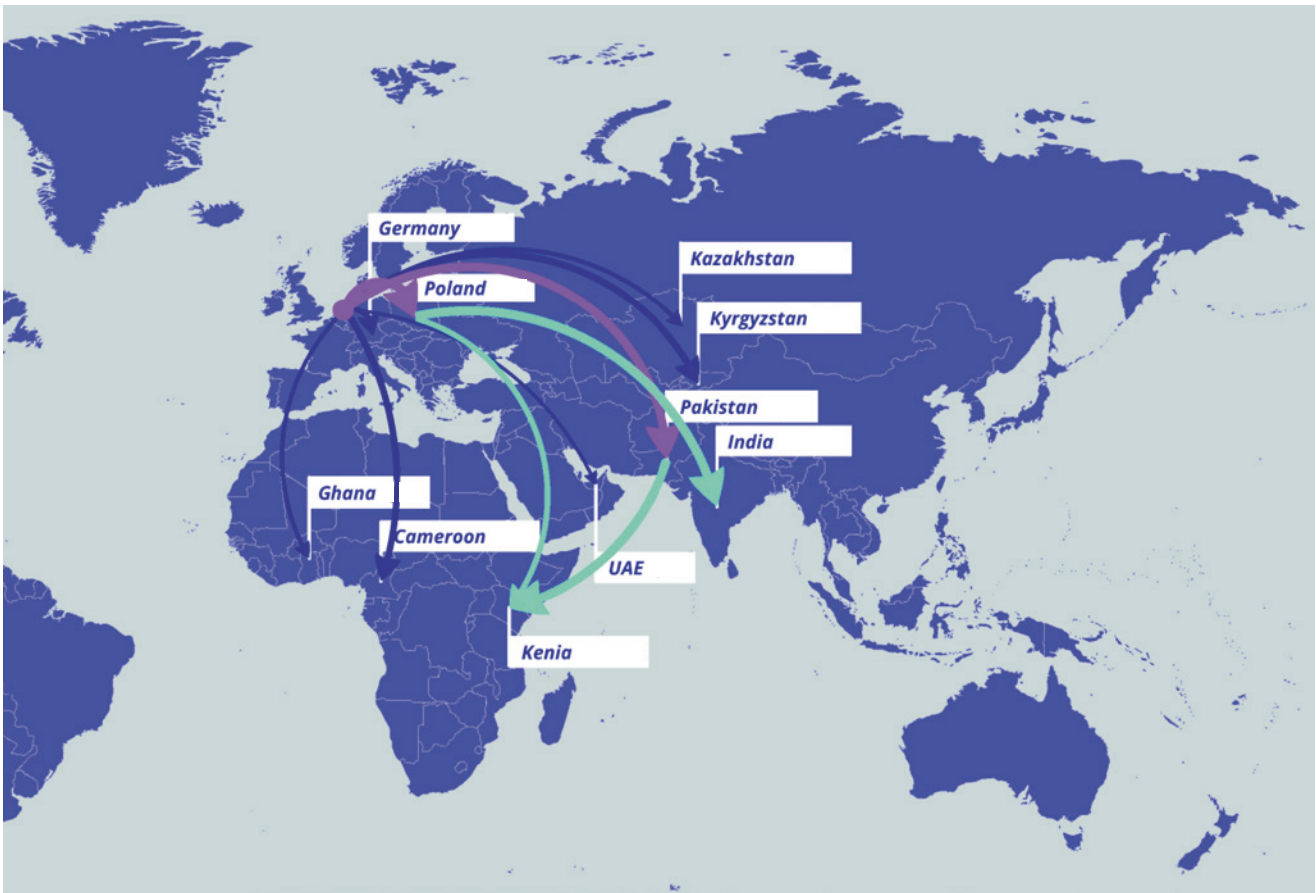 Germany
Kazakhstan
Poland
Kyrgyzstan
Pakistan
India
Ghana
Cameroon
UAE
Kenia